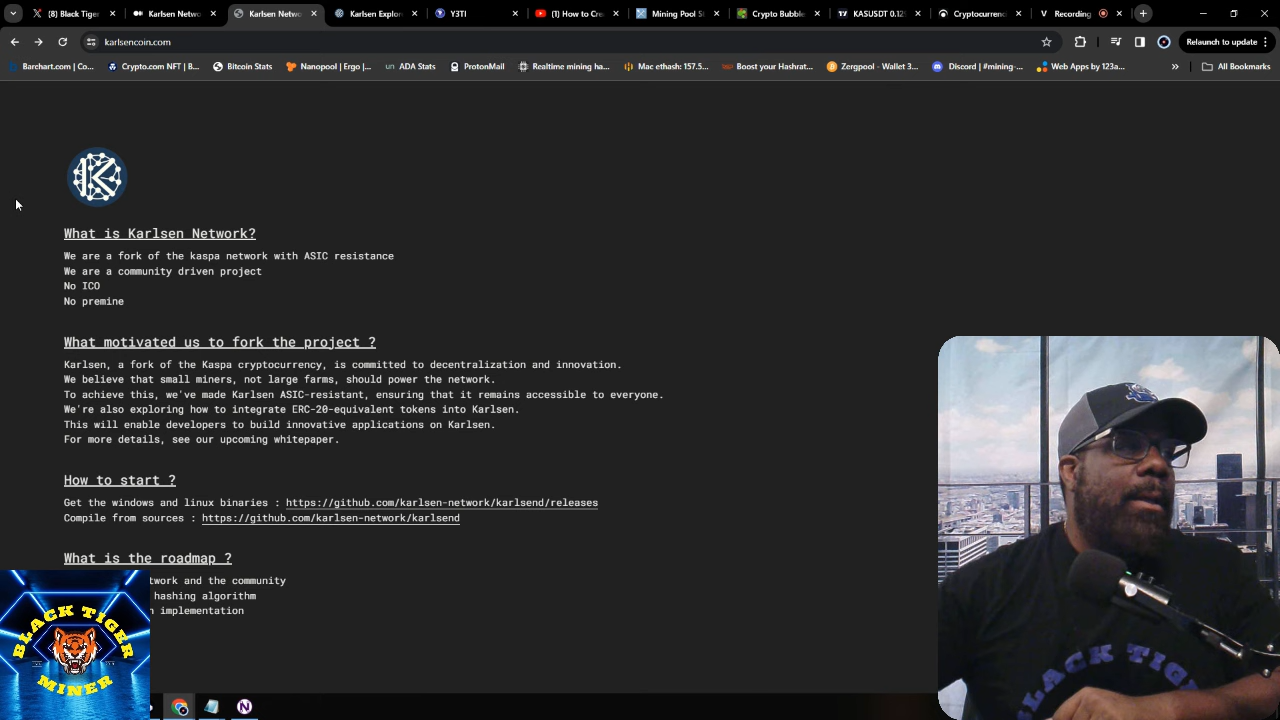 (8) Black Tiger
Karlsen Netwo
Karlsen Netwo
Karlsen Explor
Y3TI
(1) How to Cre
Mining Pool S
Crypto Bubble
KASUSDT 0.12
Cryptocurrenc
Recording
karlsencoin.com
Relaunch to update
Barchart.com | Co...
Crypto.com NFT | B...
Bitcoin Stats
Nanopool | Ergo |...
ADA Stats
ProtonMail
Realtime mining ha...
Mac ethash: 157.5...
Boost your Hashrat...
Zergpool - Wallet 3...
Discord | #mining-...
Web Apps by 123a...
All Bookmarks
What is Karlsen Network?
We are a fork of the kaspa network with ASIC resistance
We are a community driven project
No ICO
No premine
What motivated us to fork the project ?
Karlsen, a fork of the Kaspa cryptocurrency, is committed to decentralization and innovation.
We believe that small miners, not large farms, should power the network.
To achieve this, we've made Karlsen ASIC-resistant, ensuring that it remains accessible to everyone.
We're also exploring how to integrate ERC-20-equivalent tokens into Karlsen.
This will enable developers to build innovative applications on Karlsen.
For more details, see our upcoming whitepaper.
How to start ?
Get the windows and linux binaries : https://github.com/karlsen-network/karlsend/releases
Compile from sources : https://github.com/karlsen-network/karlsend
What is the roadmap ?
twork and the community
hashing algorithm
implementation
BLACK TIGER
MINER
BLACK TIG